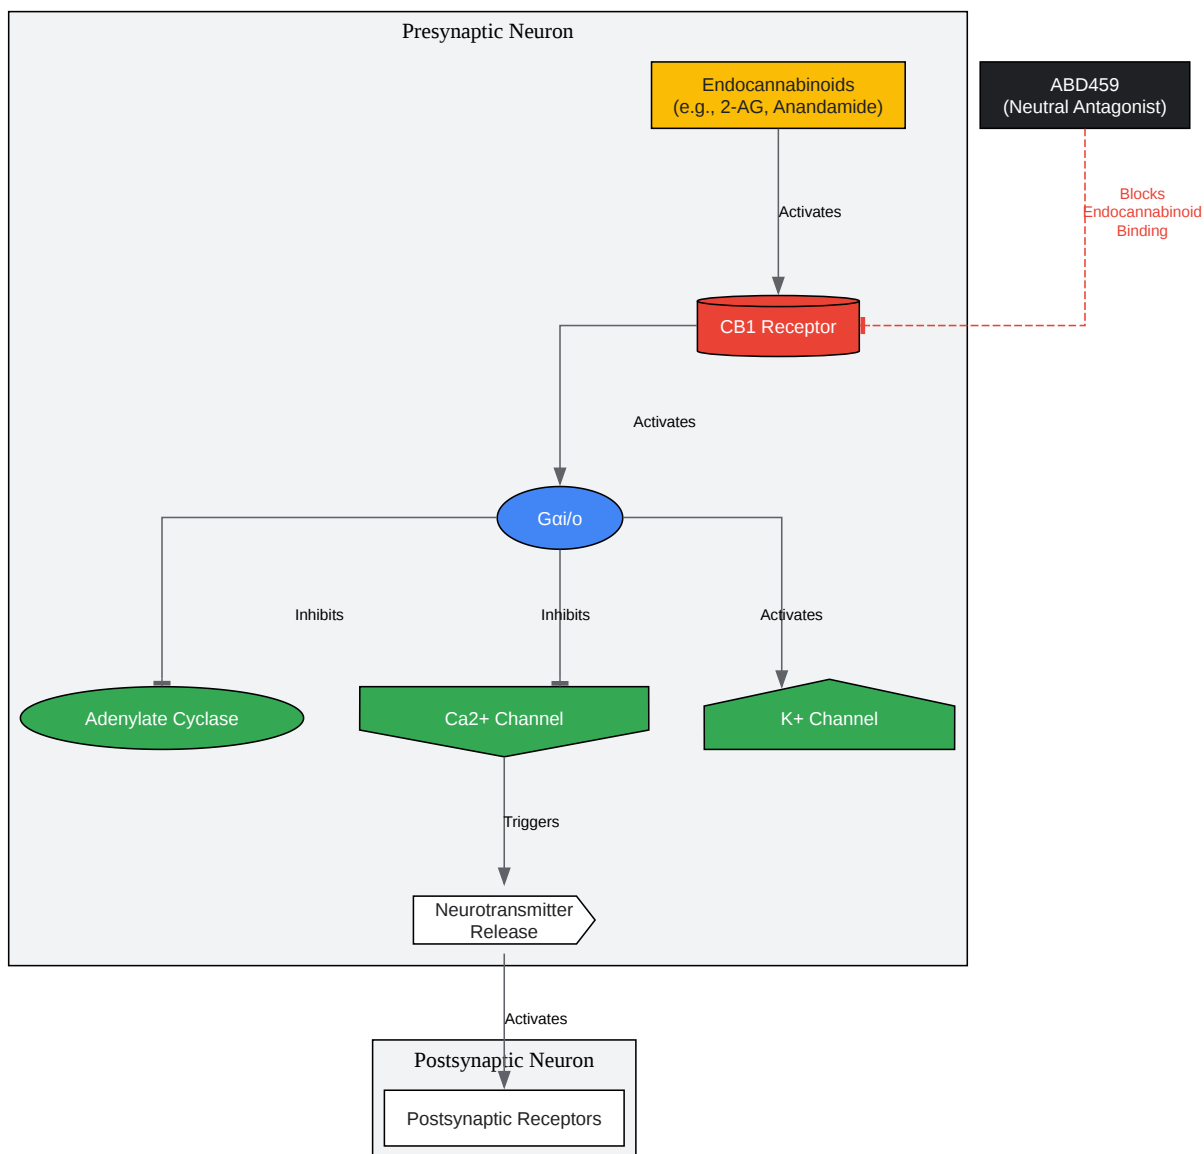 Presynaptic Neuron
Endocannabinoids
(e.g., 2-AG, Anandamide)
ABD459
(Neutral Antagonist)
Activates
Blocks
Endocannabinoid
Binding
CB1 Receptor
Activates
Gαi/o
Inhibits
Inhibits
Activates
Adenylate Cyclase
Ca2+ Channel
K+ Channel
Triggers
Neurotransmitter
Release
Activates
Postsynaptic Neuron
Postsynaptic Receptors